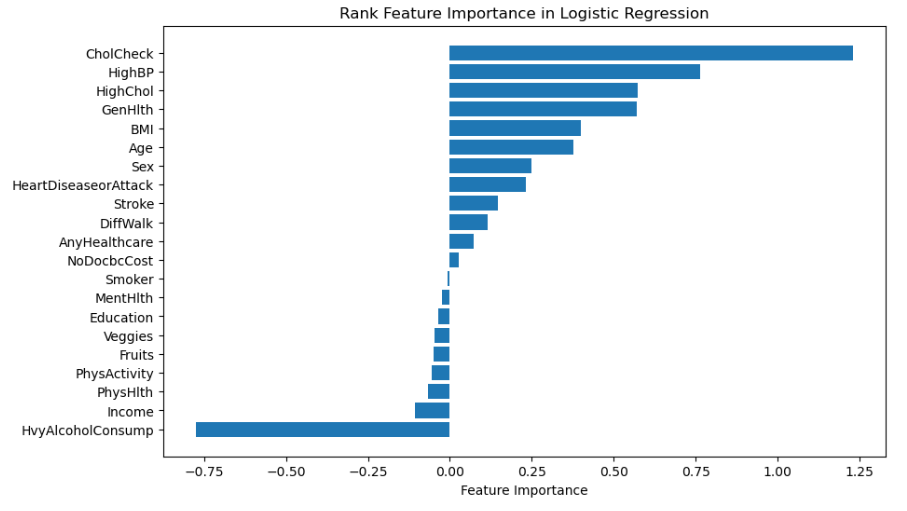 Rank Feature Importance in Logistic Regression
CholCheck
HighBP
HighChol
GenHlth
BMI
Age
Sex
HeartDiseaseorAttack
Stroke
DiffWalk
AnyHealthcare
NoDocbcCost
Smoker
MentHlth
Education
Veggies
Fruits
PhysActivity
PhysHlth
Income
HvyAlcoholConsump
−0.75 −0.50 −0.25 0.00 0.25 0.50 0.75 1.00 1.25
Feature Importance